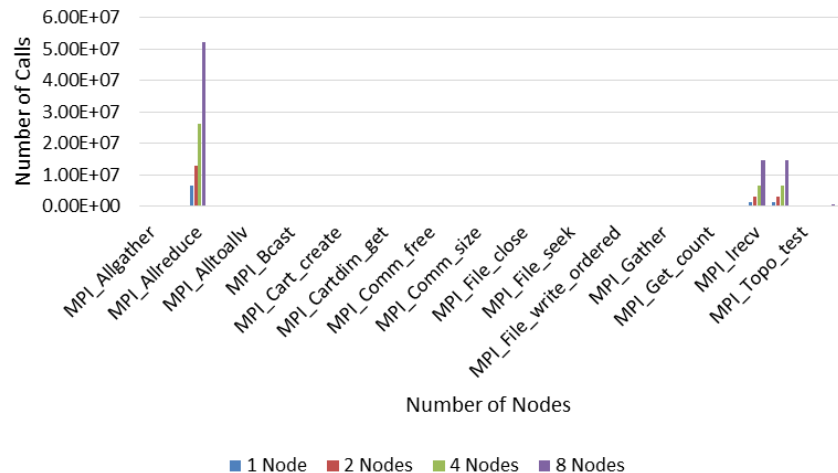 6.00E+07
5.00E+07
4.00E+07
3.00E+07
2.00E+07
1.00E+07
0.00E+00
Number of Calls
MPI_Allgather
MPI_Allreduce
MPI_Alltoallv
MPI_Bcast
MPI_Cart_create
MPI_Cartdim_get
MPI_Comm_free
MPI_Comm_size
MPI_File_close
MPI_File_seek
MPI_File_write_ordered
MPI_Gather
MPI_Get_count
MPI_Irecv
MPI_Topo_test
Number of Nodes
1 Node 2 Nodes 4 Nodes 8 Nodes